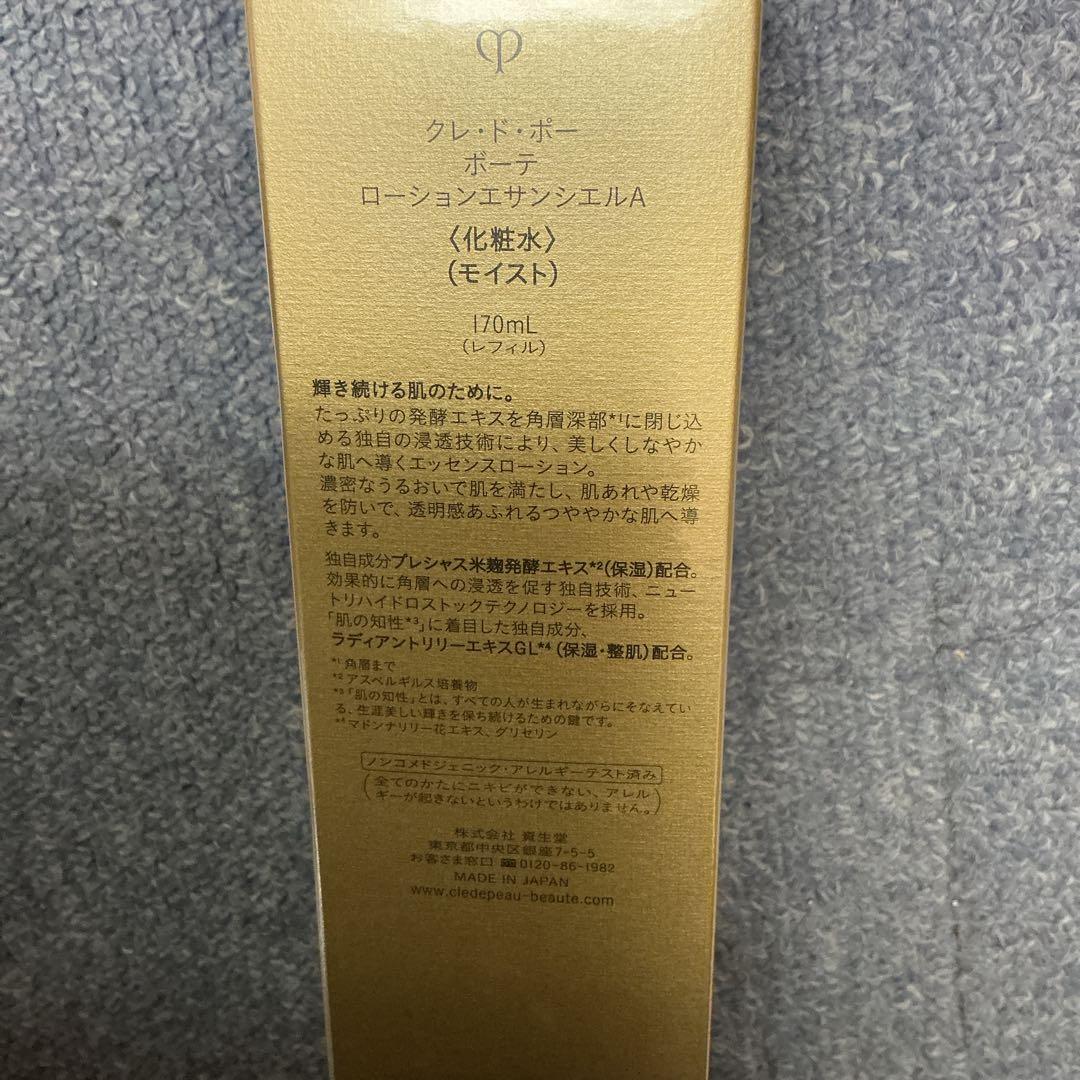 クレ・ド・ポー
ボーテ
ローションエサンシエルA
〈化粧水〉
(モイスト)
170mL
(レフィル)
輝き続ける肌のために。
たっぷりの発酵エキスを角層深部*1に閉じ込
める独自の浸透技術により、美しくしなやか
な肌へ導くエッセンスローション。
濃密なうるおいで肌を満たし、肌あれや乾燥
を防いで、透明感あふれるつややかな肌へ導
きます。
独自成分プレシャス米麹発酵エキス*2(保湿)配合。
効果的に角層への浸透を促す独自技術、ニュー
トリハイドロストックテクノロジーを採用。
「肌の知性*3」に着目した独自成分、
ラディアントリリーエキスGL*4(保湿・整肌)配合。
*1 角層まで
*2 アスペルギルス培養物
*3「肌の知性」とは、すべての人が生まれながらにそなえてい
る、生涯美しい輝きを保ち続けるための鍵です。
*4 マドンナリリー花エキス、グリセリン
ノンコメドジェニック・アレルギーテスト済み
(全てのかたにニキビができない、アレル
ギーが起きないというわけではありません。)
株式会社 資生堂
東京都中央区銀座7-5-5
お客さま窓口 0120-86-1982
MADE IN JAPAN
www.cledepeau-beaute.com